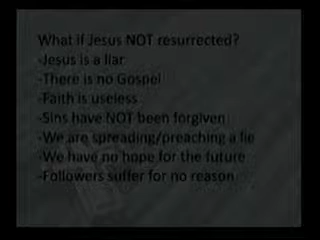 What if Jesus NOT resurrected?
-Jesus is a liar
-There is no Gospel
-Faith is useless
-Sins have NOT been forgiven
-We are spreading/preaching a lie
-We have no hope for the future
-Followers suffer for no reason